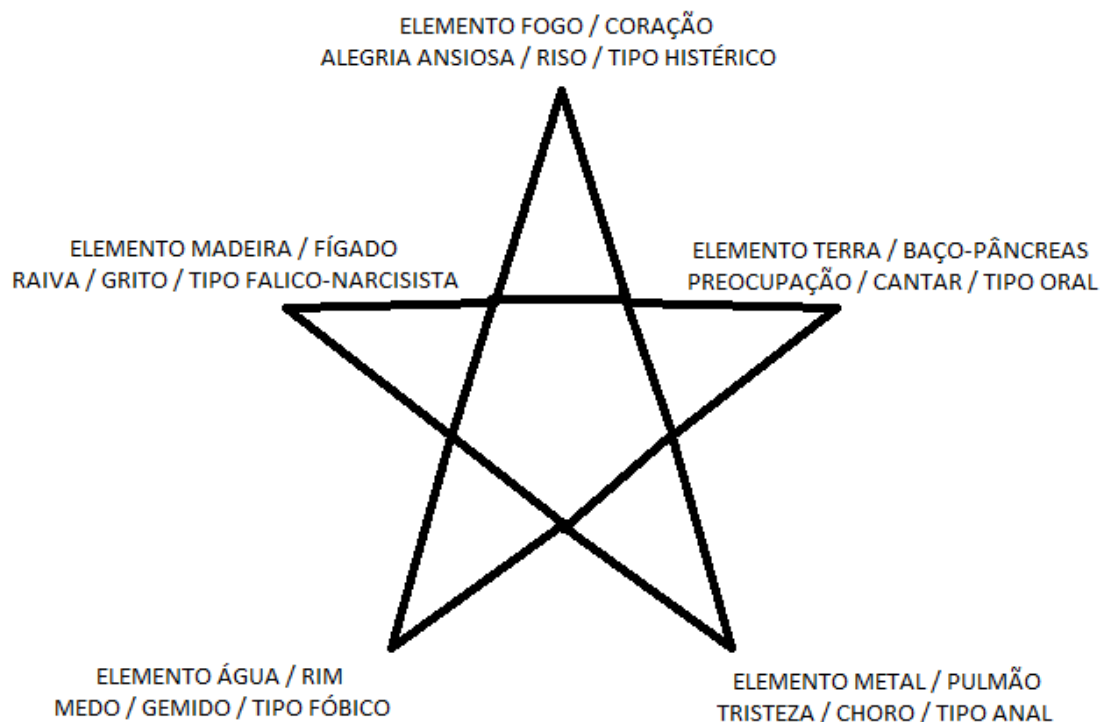 ELEMENTO FOGO / CORAÇÃO
ALEGRIA ANSIOSA / RISO / TIPO HISTÉRICO
ELEMENTO MADEIRA / FÍGADO
RAIVA / GRITO / TIPO FALICO-NARCISISTA
ELEMENTO TERRA / BAÇO-PÂNCREAS
PREOCUPAÇÃO / CANTAR / TIPO ORAL
ELEMENTO ÁGUA / RIM
MEDO / GEMIDO / TIPO FÓBICO
ELEMENTO METAL / PULMÃO
TRISTEZA / CHORO / TIPO ANAL